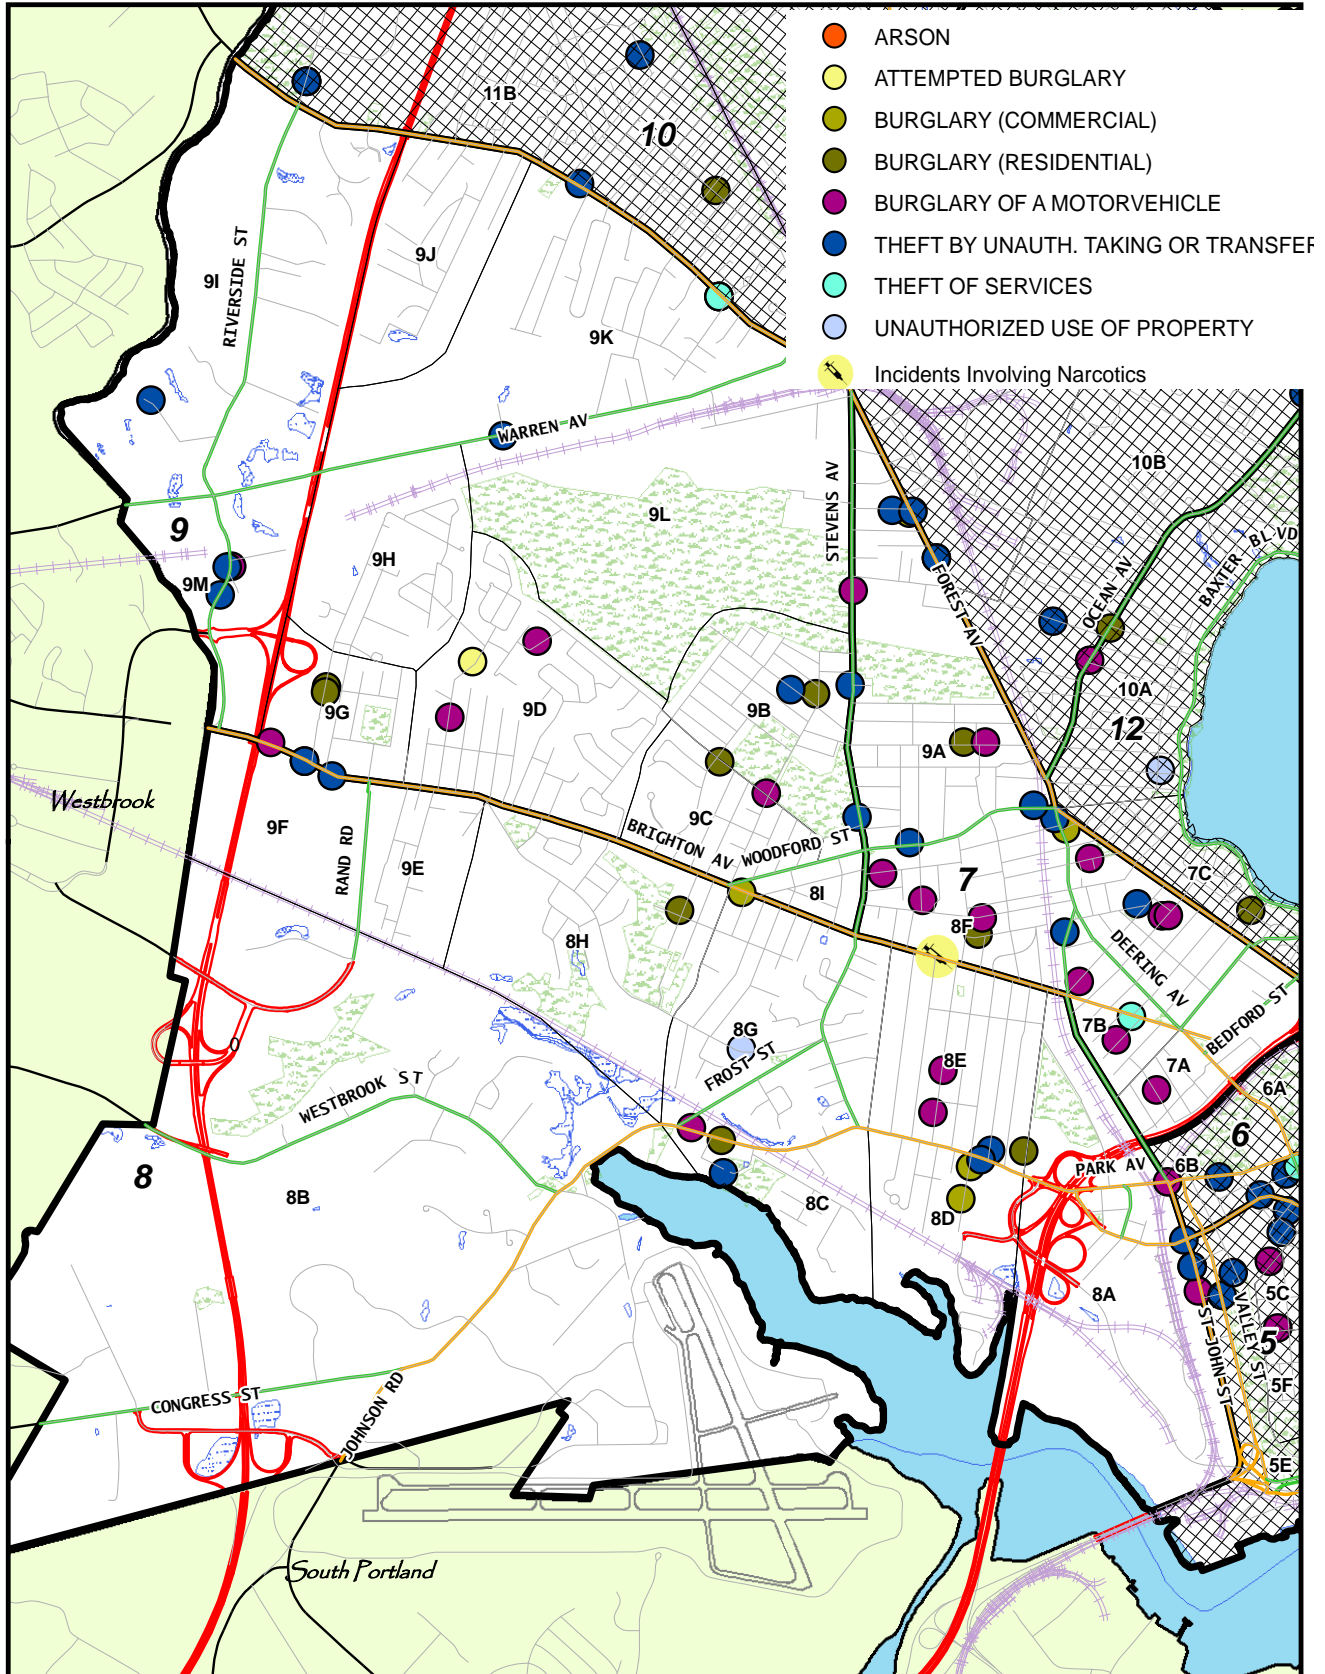 ARSON
ATTEMPTED BURGLARY
BURGLARY (COMMERCIAL)
BURGLARY (RESIDENTIAL)
BURGLARY OF A MOTORVEHICLE
THEFT BY UNAUTH. TAKING OR TRANSFER
THEFT OF SERVICES
UNAUTHORIZED USE OF PROPERTY
Incidents Involving Narcotics
11B
10
9J
9I
RIVERSIDE ST
9K
WARREN AV
10B
9L
STEVENS AV
9
9H
9M
FOREST AV
OCEAN AV
BAXTER BLVD
10A
12
9G
9D
9B
9A
Westbrook
9F
RAND RD
9E
9C
BRIGHTON AV
WOODFORD ST
8I
7
7C
8F
8H
DEERING AV
BEDFORD ST
7B
8G
FROST ST
8E
7A
6A
0
WESTBROOK ST
6
PARK AV
6B
8
8B
8C
8D
8A
5C
VALLEY ST
5
ST JOHN ST
5F
CONGRESS ST
JOHNSON RD
5E
South Portland